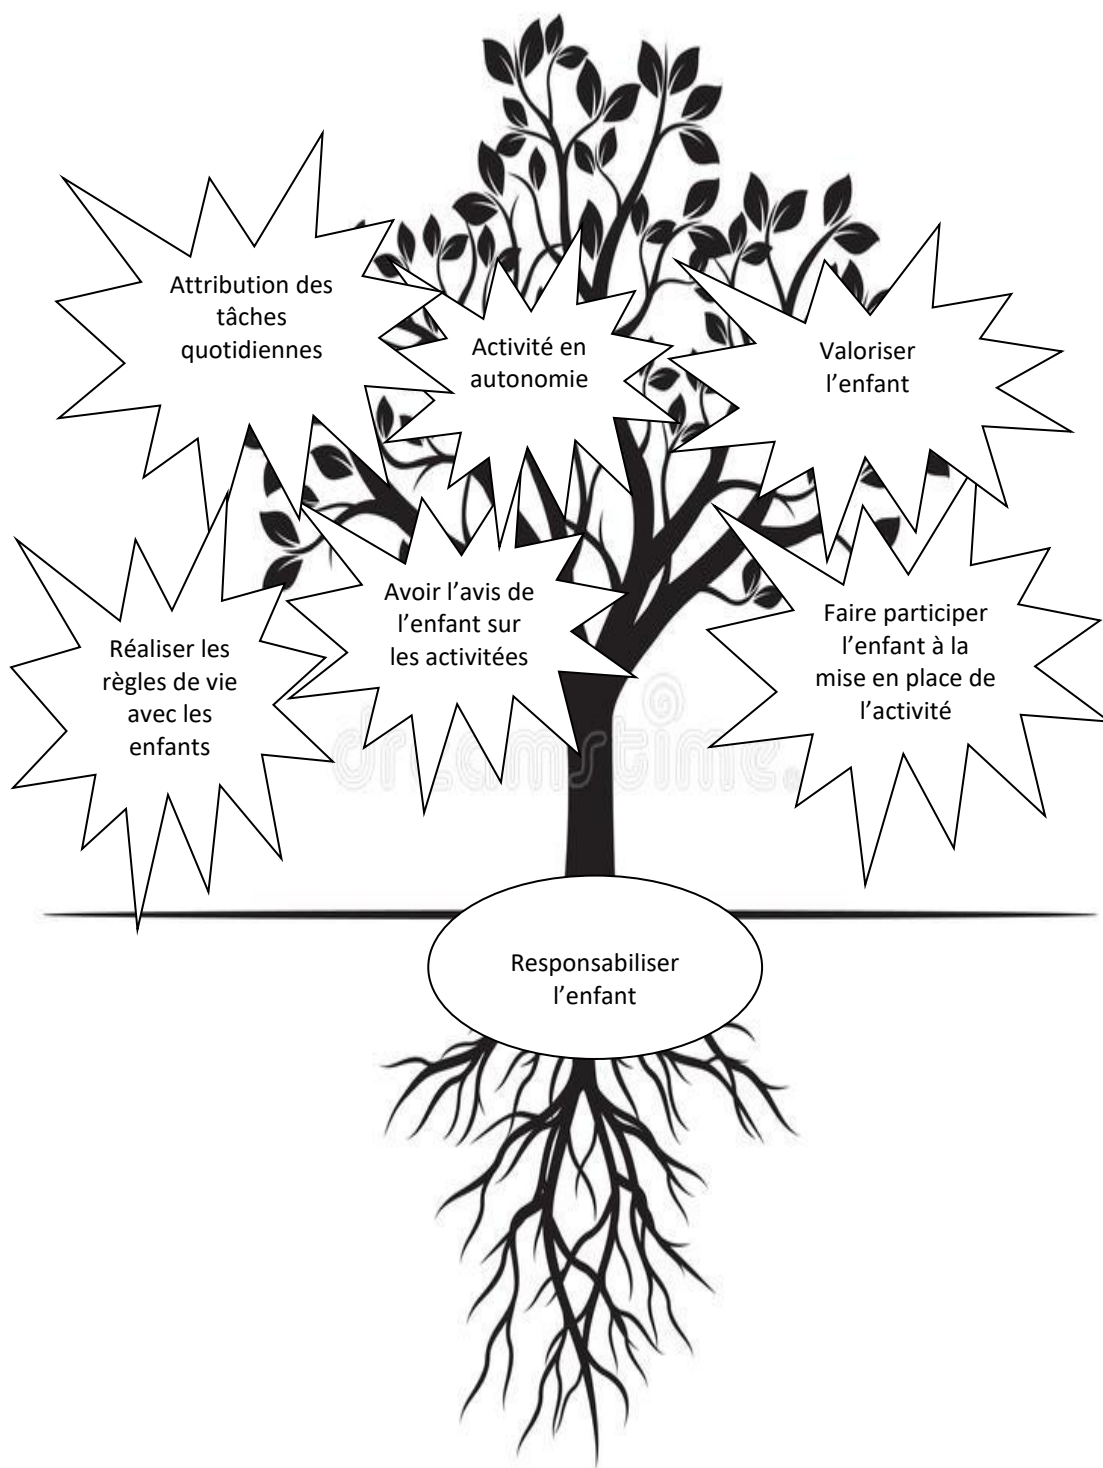 Attribution des
tâches
quotidiennes
Activité en
autonomie
Valoriser
l’enfant
Réaliser les
règles de vie
avec les
enfants
Avoir l’avis de
l’enfant sur
les activitées
Faire participer
l’enfant à la
mise en place de
l’activité
dreamstime.
Responsabiliser
l’enfant